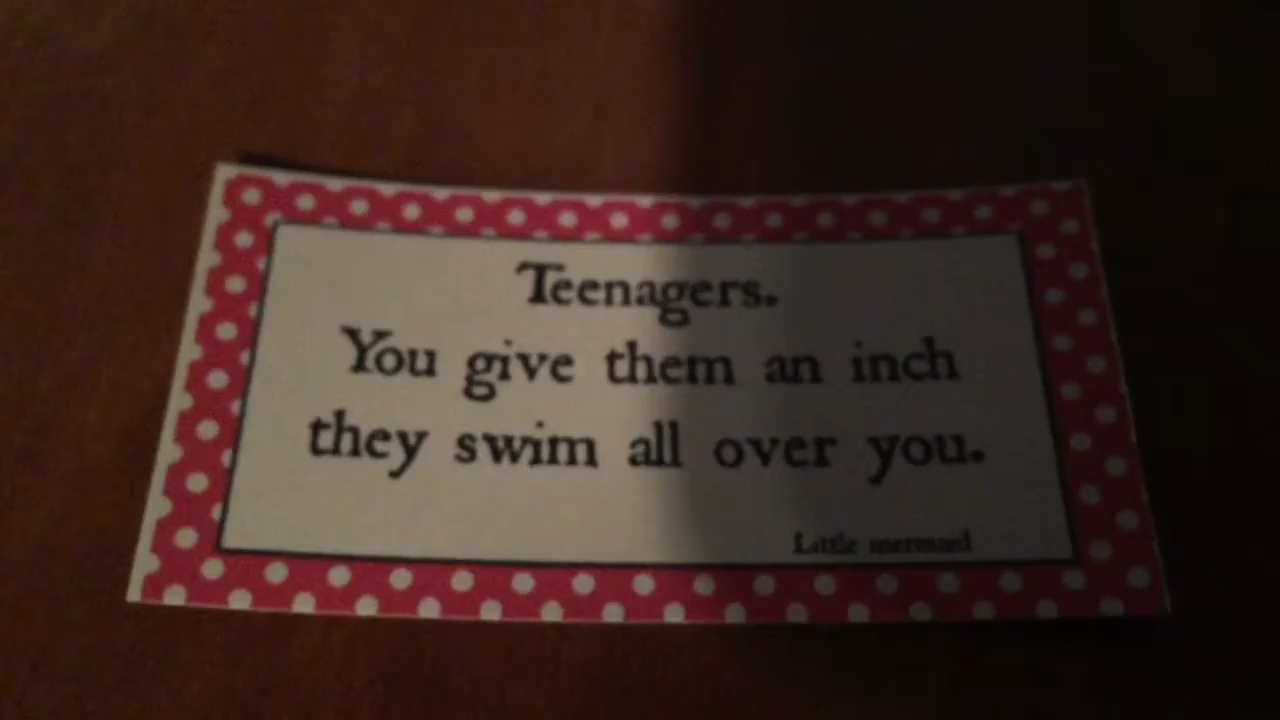 Teenagers.
You give them an inch
they swim all over you.
Little mermaid